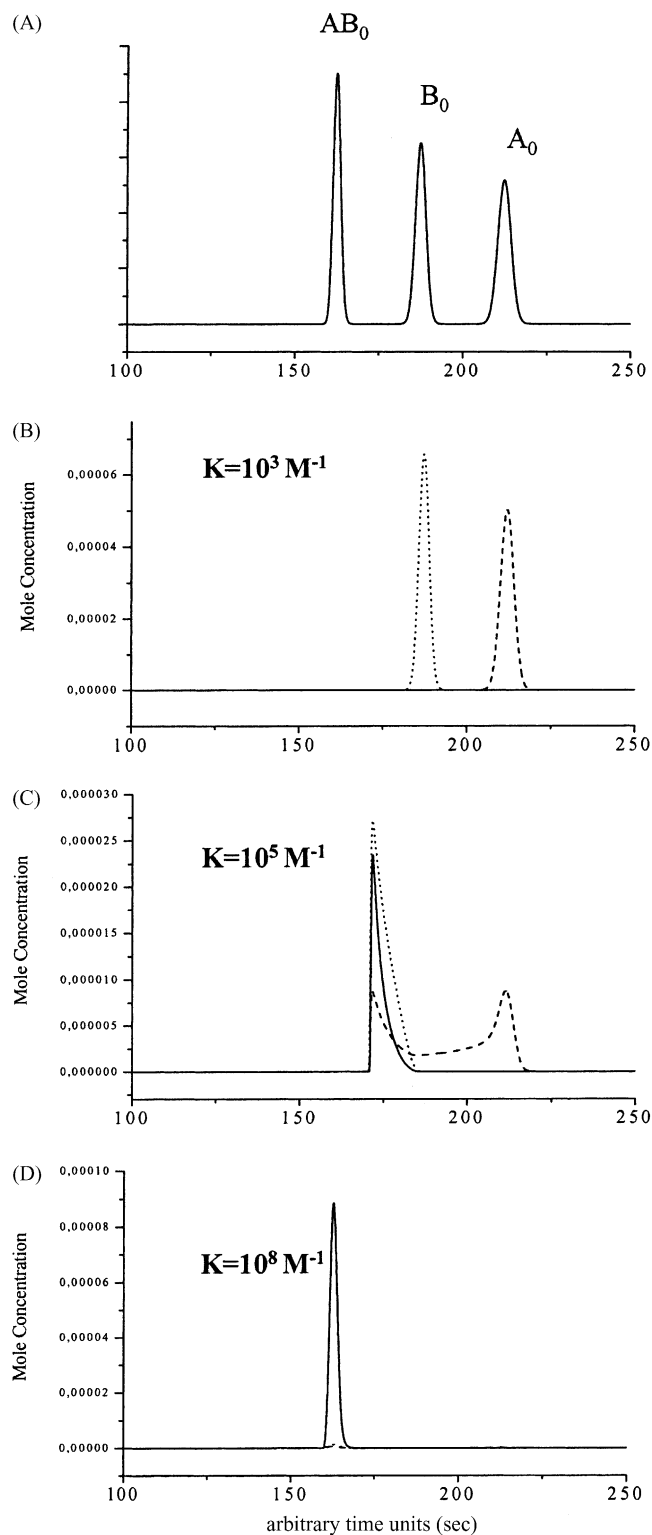 (A)
AB₀
B₀
A₀
100 150 200 250
(B)
K=10³ M⁻¹
0,00006
0,00004
0,00002
0,00000
Mole Concentration
100 150 200 250
(C)
K=10⁵ M⁻¹
0,000030
0,000025
0,000020
0,000015
0,000010
0,000005
0,000000
Mole Concentration
100 150 200 250
(D)
K=10⁸ M⁻¹
0,00010
0,00008
0,00006
0,00004
0,00002
0,00000
Mole Concentration
100 150 200 250
arbitrary time units (sec)